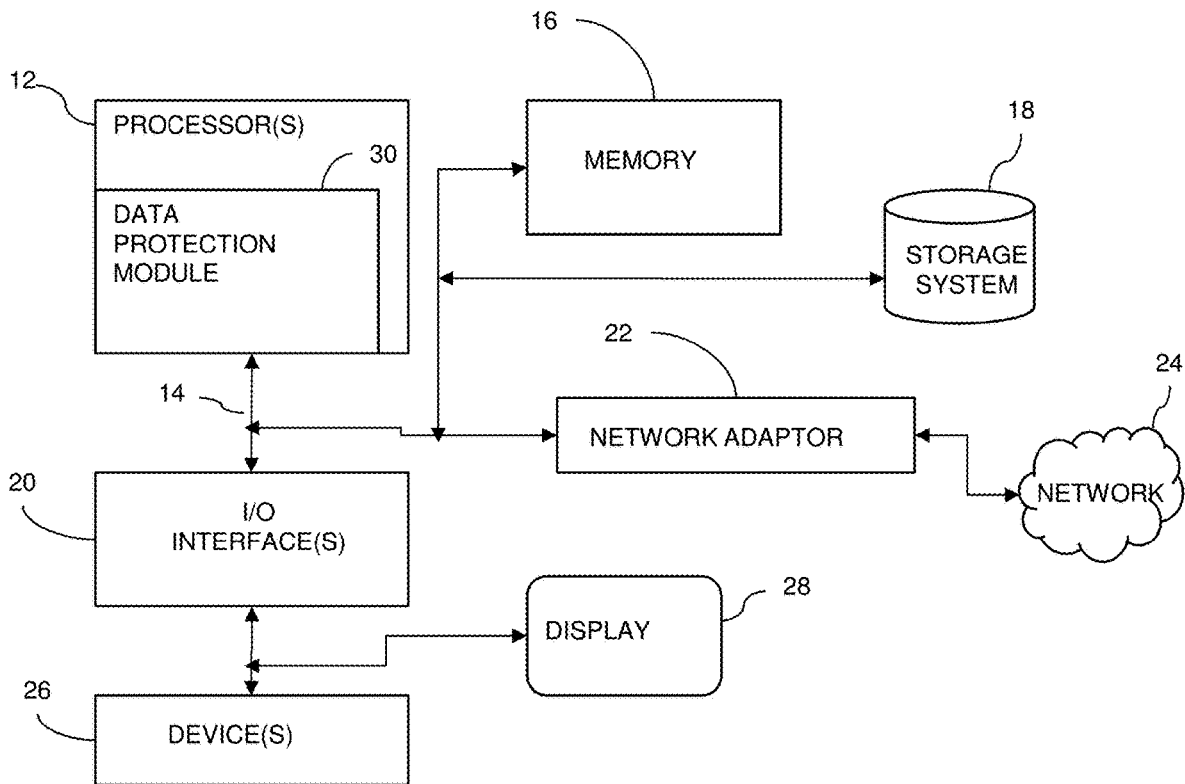 16
12
PROCESSOR(S)
30
MEMORY
18
DATA
PROTECTION
MODULE
STORAGE
SYSTEM
22
24
14
NETWORK ADAPTOR
NETWORK
20
I/O
INTERFACE(S)
28
DISPLAY
26
DEVICE(S)